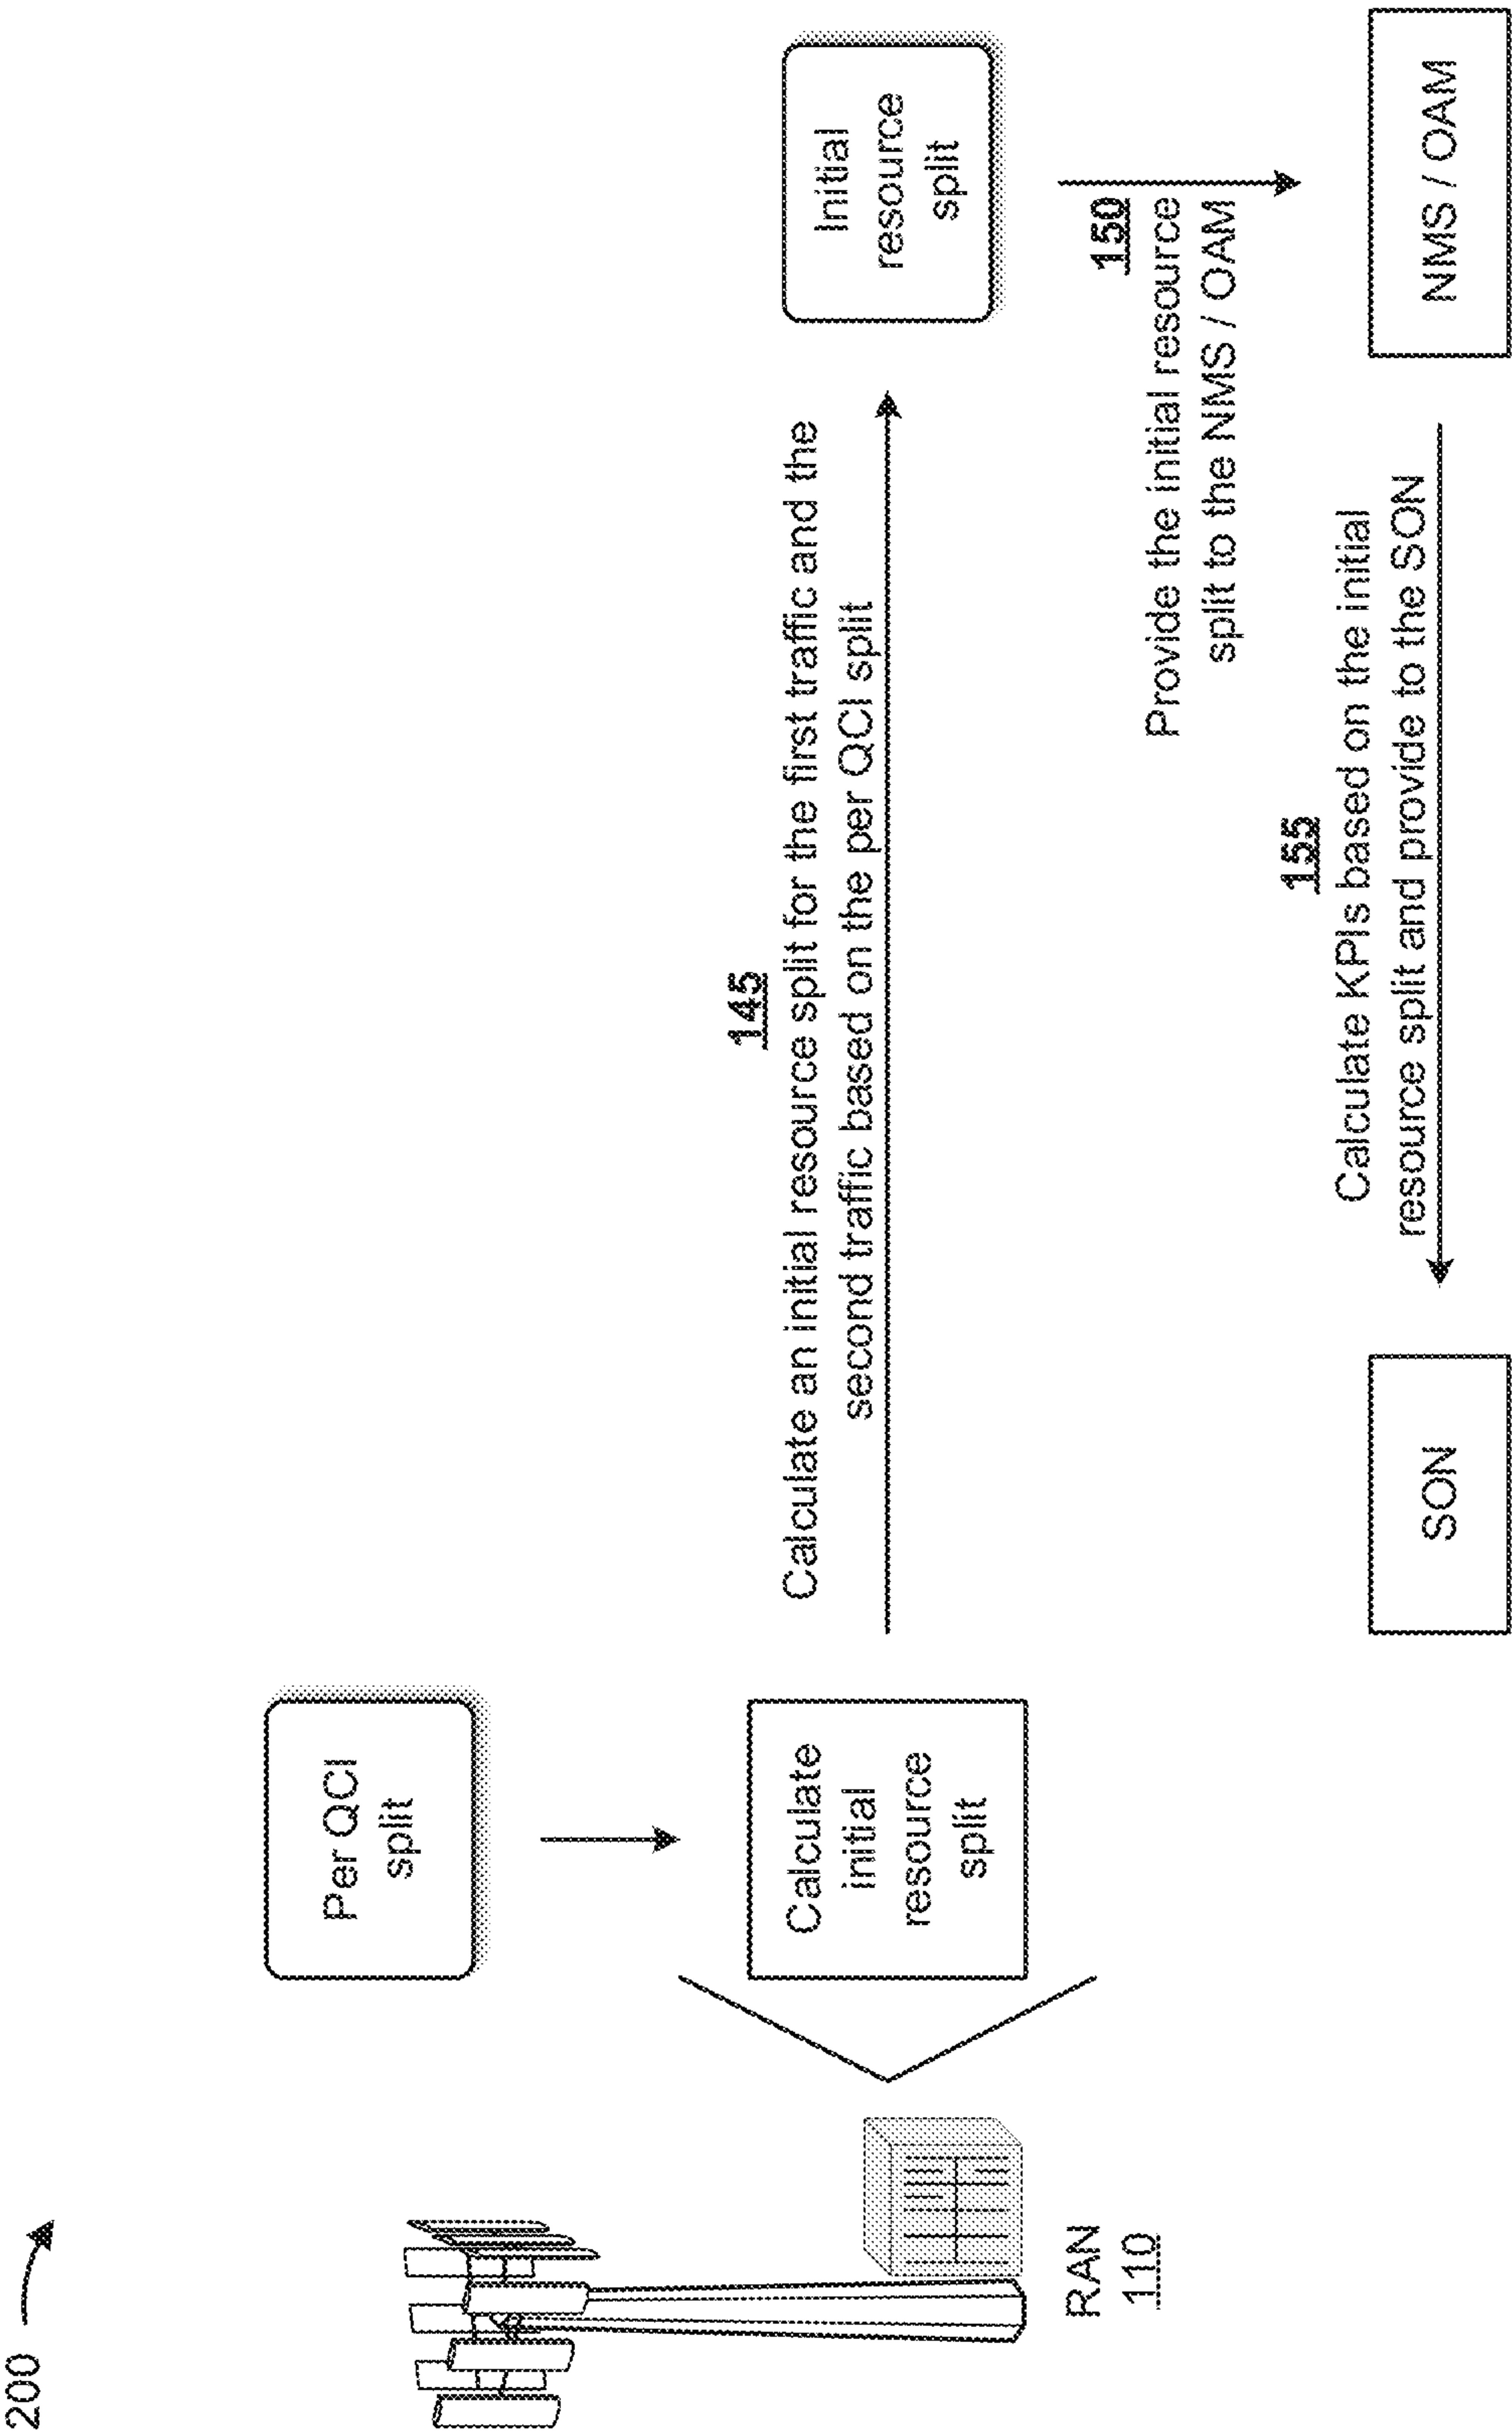 200
Per QCI
split
Calculate
initial
resource
split
RAN
110
145
Calculate an initial resource split for the first traffic and the
second traffic based on the per QCI split
Initial
resource
split
150
Provide the initial resource
split to the NMS / OAM
155
Calculate KPIs based on the initial
resource split and provide to the SON
SON
NMS / OAM